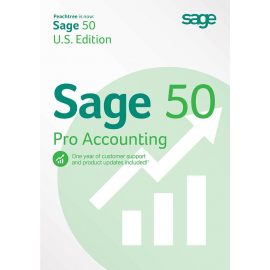 Peachtree is now:
Sage 50
U.S. Edition
sage
Sage 50
Pro Accounting
One year of customer support
and product updates included!